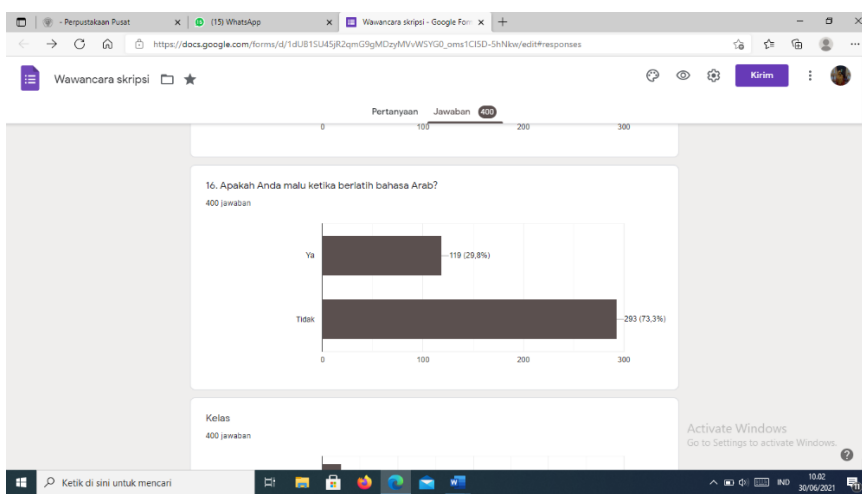 - Perpustakaan Pusat
(15) WhatsApp
Wawancara skripsi - Google Form
https://docs.google.com/forms/d/1dUB1SU45jR2qmG9gMDzyMVvWSYG0_oms1CISD-5hNkw/edit#responses
Wawancara skripsi
Kirim
Pertanyaan Jawaban 400
0 100 200 300
16. Apakah Anda malu ketika berlatih bahasa Arab?
400 jawaban
Ya 119 (29,8%)
Tidak 293 (73,3%)
0 100 200 300
Kelas
400 jawaban
Activate Windows
Go to Settings to activate Windows.
Ketik di sini untuk mencari
IND
10.02
30/06/2021